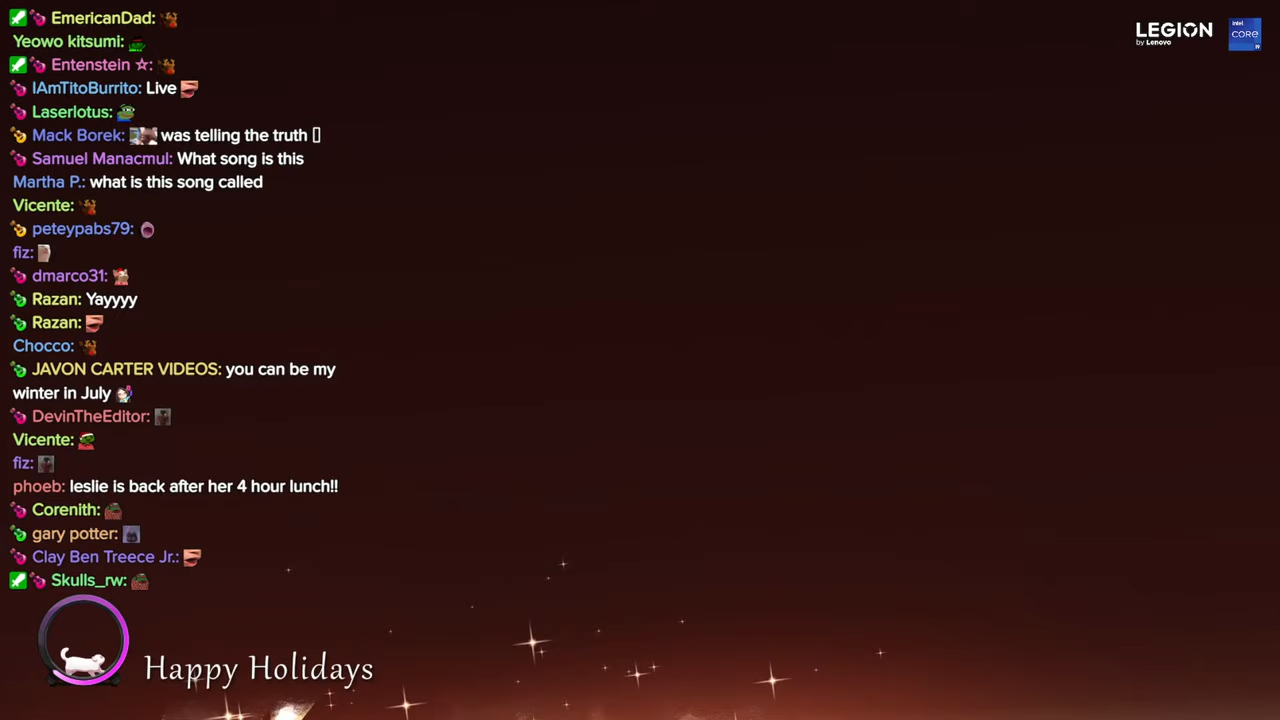 EmericanDad:
Yeowo kitsumi:
Entenstein ☆:
IAmTitoBurrito: Live
Laserlotus:
Mack Borek: was telling the truth
Samuel Manacmul: What song is this
Martha P.: what is this song called
Vicente:
peteypabs79:
fiz:
dmarco31:
Razan: Yayyyy
Razan:
Chocco:
JAVON CARTER VIDEOS: you can be my
winter in July
DevinTheEditor:
Vicente:
fiz:
phoeb: leslie is back after her 4 hour lunch!!
Corenith:
gary potter:
Clay Ben Treece Jr.:
Skulls_rw:
Happy Holidays
LEGION
by Lenovo
intel
CORE
i9